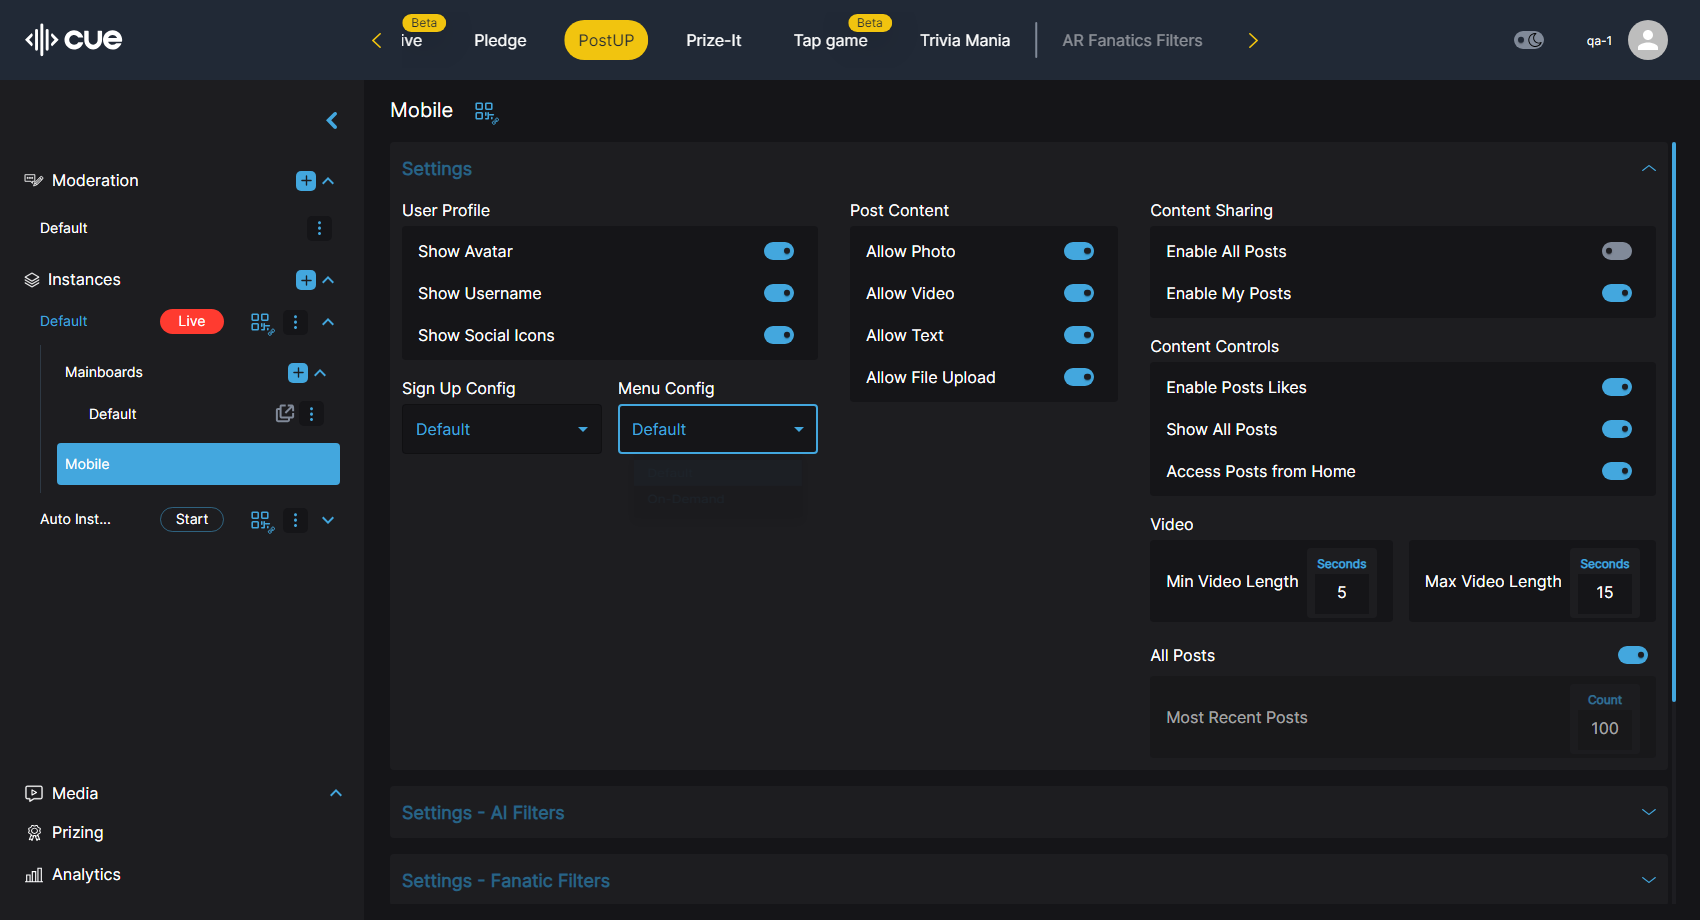 cue
Beta
ive
Pledge
PostUP
Prize-It
Beta
Tap game
Trivia Mania
AR Fanatics Filters
qa-1
Moderation
Default
Instances
Default
Live
Mainboards
Default
Mobile
Auto Inst...
Start
Media
Prizing
Analytics
Mobile
Settings
User Profile
Show Avatar
Show Username
Show Social Icons
Sign Up Config
Default
Menu Config
Default
Post Content
Allow Photo
Allow Video
Allow Text
Allow File Upload
Content Sharing
Enable All Posts
Enable My Posts
Content Controls
Enable Posts Likes
Show All Posts
Access Posts from Home
Video
Min Video Length
Seconds
5
Max Video Length
Seconds
15
All Posts
Most Recent Posts
Count
100
Settings - AI Filters
Settings - Fanatic Filters